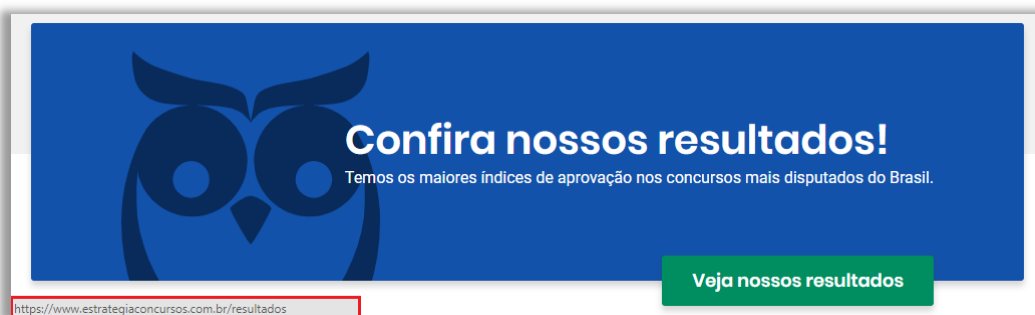 Confira nossos resultados!
Temos os maiores índices de aprovação nos concursos mais disputados do Brasil.
Veja nossos resultados
https://www.estrategiaconcursos.com.br/resultados